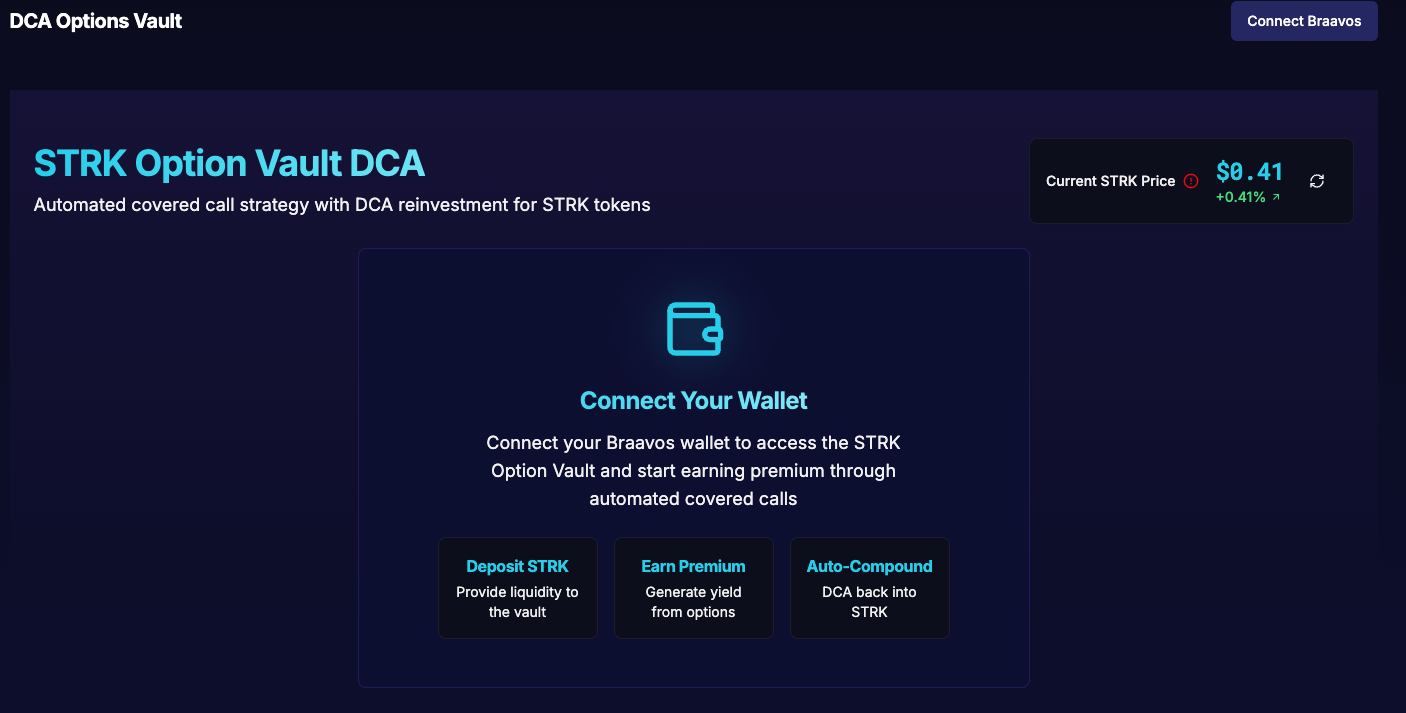 DCA Options Vault
Connect Braavos
STRK Option Vault DCA
Automated covered call strategy with DCA reinvestment for STRK tokens
Current STRK Price
$0.41
+0.41%
Connect Your Wallet
Connect your Braavos wallet to access the STRK
Option Vault and start earning premium through
automated covered calls
Deposit STRK
Provide liquidity to
the vault
Earn Premium
Generate yield
from options
Auto-Compound
DCA back into
STRK